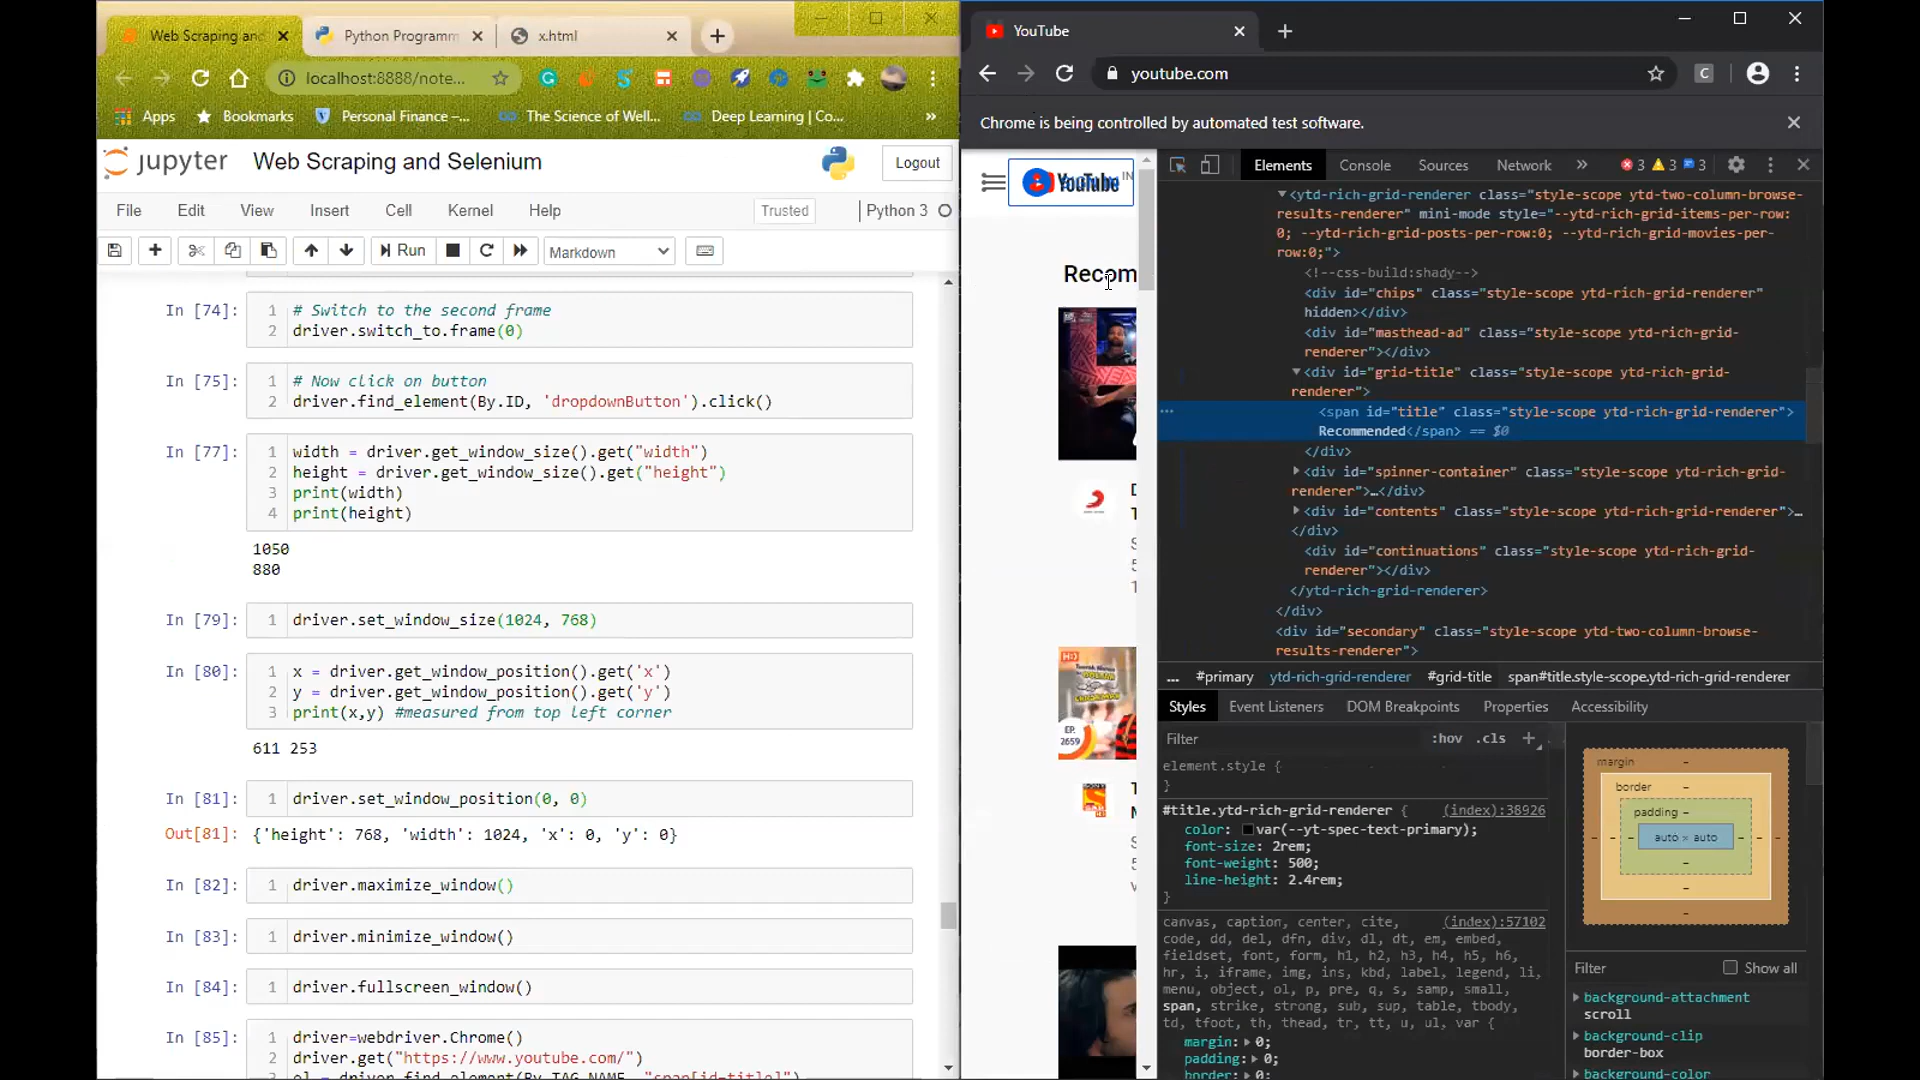 Web Scraping and
Python Programm
x.html
localhost:8888/note...
Apps
Bookmarks
Personal Finance –...
The Science of Well...
Deep Learning | Co...
»
jupyter
Web Scraping and Selenium
Logout
File
Edit
View
Insert
Cell
Kernel
Help
Trusted
Python 3
Run
Markdown
In [74]:
1 # Switch to the second frame
2 driver.switch_to.frame(0)
In [75]:
1 # Now click on button
2 driver.find_element(By.ID, 'dropdownButton').click()
In [77]:
1 width = driver.get_window_size().get("width")
2 height = driver.get_window_size().get("height")
3 print(width)
4 print(height)
1050
880
In [79]:
1 driver.set_window_size(1024, 768)
In [80]:
1 x = driver.get_window_position().get('x')
2 y = driver.get_window_position().get('y')
3 print(x,y) #measured from top left corner
611 253
In [81]:
1 driver.set_window_position(0, 0)
Out[81]:
{'height': 768, 'width': 1024, 'x': 0, 'y': 0}
In [82]:
1 driver.maximize_window()
In [83]:
1 driver.minimize_window()
In [84]:
1 driver.fullscreen_window()
In [85]:
1 driver=webdriver.Chrome()
2 driver.get("https://www.youtube.com/")
YouTube
youtube.com
C
Chrome is being controlled by automated test software.
YouTube IN
Recom
EP.
2659
Elements
Console
Sources
Network
»
3
3
3
<ytd-rich-grid-renderer class="style-scope ytd-two-column-browse-
results-renderer" mini-mode style="--ytd-rich-grid-items-per-row:
0; --ytd-rich-grid-posts-per-row:0; --ytd-rich-grid-movies-per-
row:0;">
<!--css-build:shady-->
<div id="chips" class="style-scope ytd-rich-grid-renderer"
hidden></div>
<div id="masthead-ad" class="style-scope ytd-rich-grid-
renderer"></div>
<div id="grid-title" class="style-scope ytd-rich-grid-
renderer">
<span id="title" class="style-scope ytd-rich-grid-renderer">
Recommended</span> == $0
</div>
<div id="spinner-container" class="style-scope ytd-rich-grid-
renderer">…</div>
<div id="contents" class="style-scope ytd-rich-grid-renderer">…
</div>
<div id="continuations" class="style-scope ytd-rich-grid-
renderer"></div>
</ytd-rich-grid-renderer>
</div>
<div id="secondary" class="style-scope ytd-two-column-browse-
results-renderer">
... #primary ytd-rich-grid-renderer #grid-title span#title.style-scope.ytd-rich-grid-renderer
Styles
Event Listeners
DOM Breakpoints
Properties
Accessibility
Filter
:hov .cls +
element.style {
}
#title.ytd-rich-grid-renderer { (index):38926
color: var(--yt-spec-text-primary);
font-size: 2rem;
font-weight: 500;
line-height: 2.4rem;
}
canvas, caption, center, cite, (index):57102
code, dd, del, dfn, div, dl, dt, em, embed,
fieldset, font, form, h1, h2, h3, h4, h5, h6,
hr, i, iframe, img, ins, kbd, label, legend, li,
menu, object, ol, p, pre, q, s, samp, small,
span, strike, strong, sub, sup, table, tbody,
td, tfoot, th, thead, tr, tt, u, ul, var {
margin: 0;
padding: 0;
border: 0;
margin -
border -
padding -
auto × auto
Filter
Show all
background-attachment
scroll
background-clip
border-box
background-color